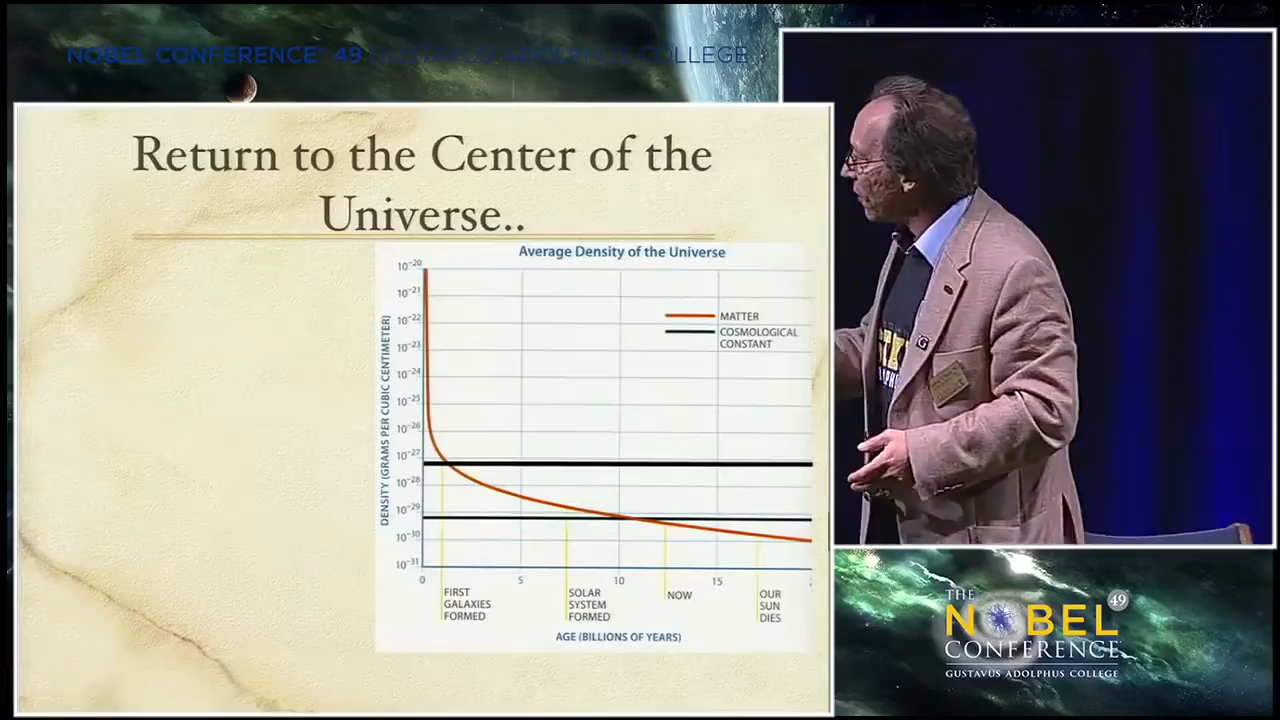 NOBEL CONFERENCE® 49 GUSTAVUS ADOLPHUS COLLEGE
Return to the Center of the
Universe..
Average Density of the Universe
DENSITY (GRAMS PER CUBIC CENTIMETER)
10⁻²⁰
10⁻²¹
10⁻²²
10⁻²³
10⁻²⁴
10⁻²⁵
10⁻²⁶
10⁻²⁷
10⁻²⁸
10⁻²⁹
10⁻³⁰
10⁻³¹
MATTER
COSMOLOGICAL
CONSTANT
0 5 10 15
FIRST
GALAXIES
FORMED
SOLAR
SYSTEM
FORMED
NOW
OUR
SUN
DIES
AGE (BILLIONS OF YEARS)
THE
NOBEL 49
CONFERENCE
GUSTAVUS ADOLPHUS COLLEGE